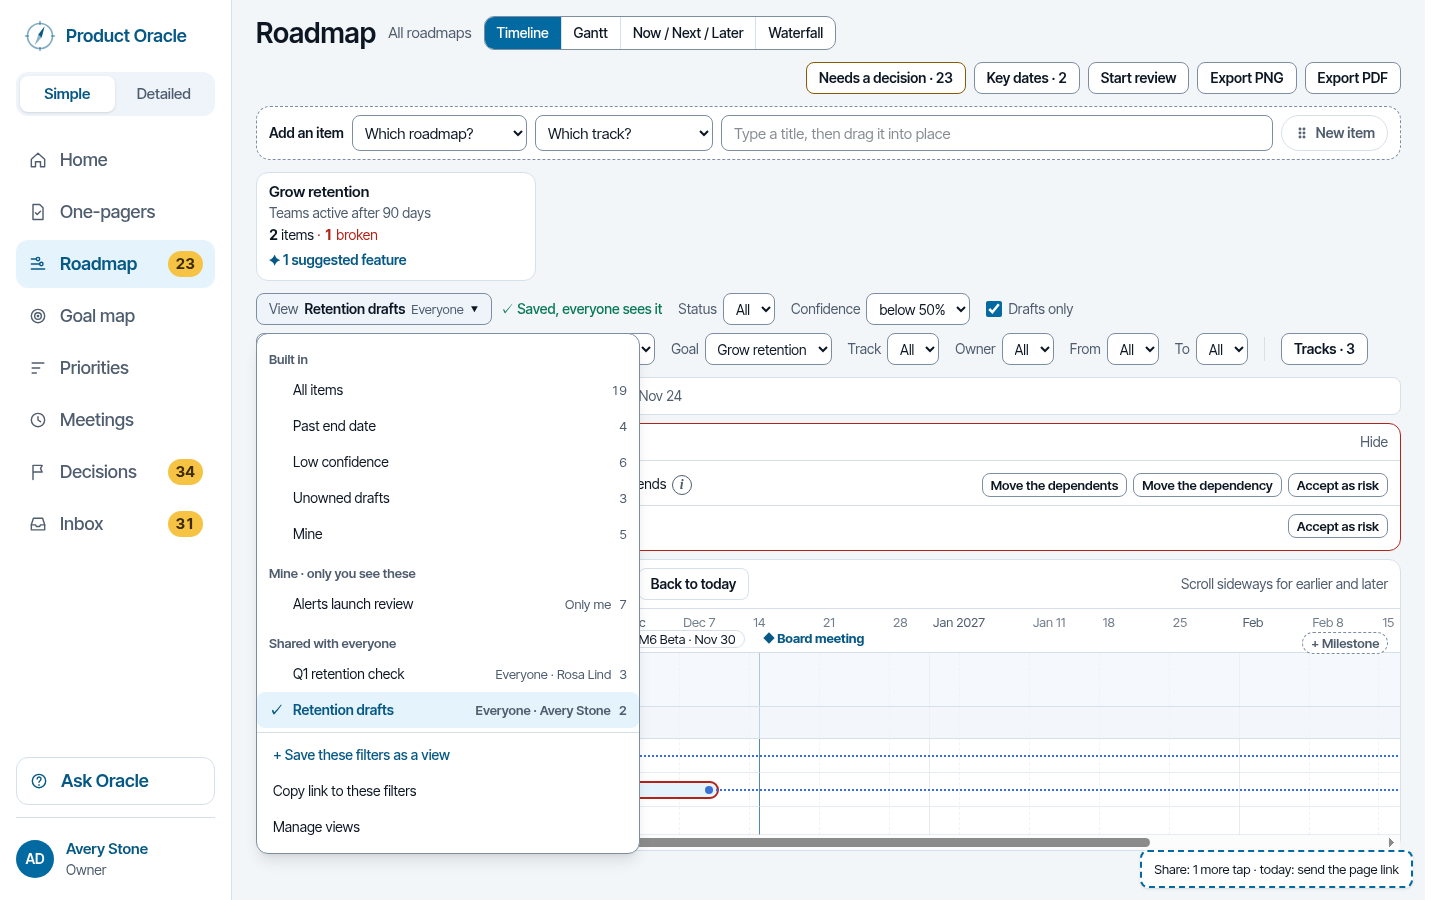 Product Oracle
Simple Detailed
Home
One-pagers
Roadmap 23
Goal map
Priorities
Meetings
Decisions 34
Inbox 31
Ask Oracle
AD Avery Stone
Owner
Roadmap All roadmaps Timeline Gantt Now / Next / Later Waterfall
Needs a decision · 23 Key dates · 2 Start review Export PNG Export PDF
Add an item Which roadmap? Which track? Type a title, then drag it into place New item
Grow retention
Teams active after 90 days
2 items · 1 broken
1 suggested feature
View Retention drafts Everyone ▾ ✓ Saved, everyone sees it Status All Confidence below 50% Drafts only
Goal Grow retention Track All Owner All From All To All Tracks · 3
Built in
All items 19
Past end date 4
Low confidence 6
Unowned drafts 3
Mine 5
Mine · only you see these
Alerts launch review Only me 7
Shared with everyone
Q1 retention check Everyone · Rosa Lind 3
✓ Retention drafts Everyone · Avery Stone 2
+ Save these filters as a view
Copy link to these filters
Manage views
Nov 24
Hide
ends i Move the dependents Move the dependency Accept as risk
Accept as risk
Back to today Scroll sideways for earlier and later
Dec 7 14 21 28 Jan 2027 Jan 11 18 25 Feb Feb 8 15
M6 Beta · Nov 30 Board meeting + Milestone
Share: 1 more tap · today: send the page link